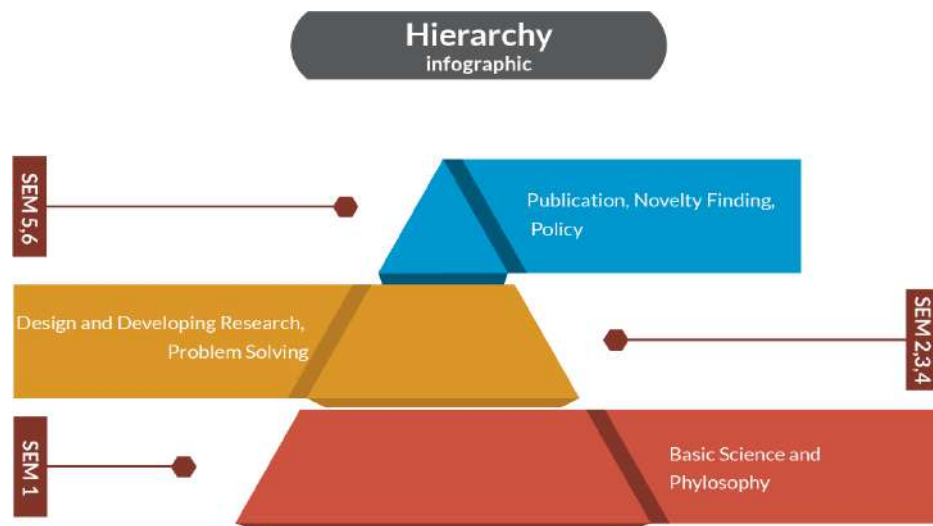 Hierarchy
infographic
SEM 5,6
Publication, Novelty Finding,
Policy
Design and Developing Research,
Problem Solving
SEM 2,3,4
SEM 1
Basic Science and
Phylosophy